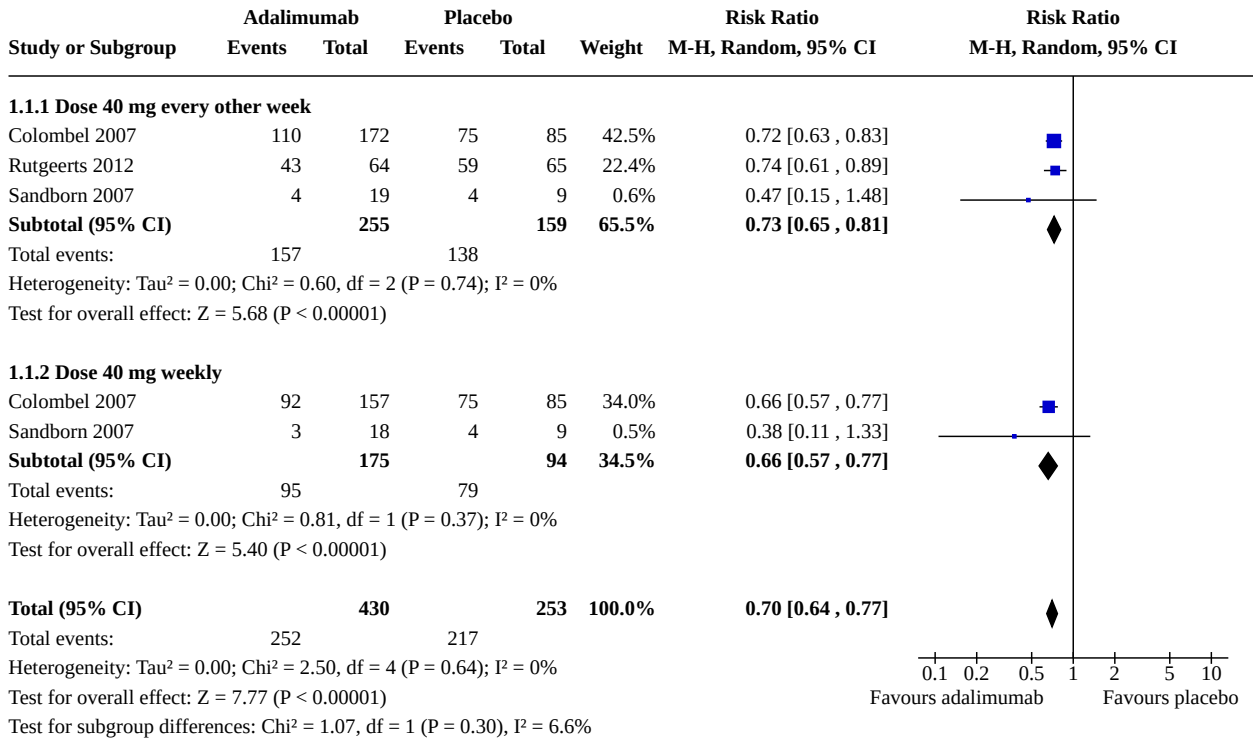 Adalimumab Placebo Risk Ratio Risk Ratio
Study or Subgroup Events Total Events Total Weight M-H, Random, 95% CI M-H, Random, 95% CI
1.1.1 Dose 40 mg every other week
Colombel 2007 110 172 75 85 42.5% 0.72 [0.63 , 0.83]
Rutgeerts 2012 43 64 59 65 22.4% 0.74 [0.61 , 0.89]
Sandborn 2007 4 19 4 9 0.6% 0.47 [0.15 , 1.48]
Subtotal (95% CI) 255 159 65.5% 0.73 [0.65 , 0.81]
Total events: 157 138
Heterogeneity: Tau² = 0.00; Chi² = 0.60, df = 2 (P = 0.74); I² = 0%
Test for overall effect: Z = 5.68 (P < 0.00001)
1.1.2 Dose 40 mg weekly
Colombel 2007 92 157 75 85 34.0% 0.66 [0.57 , 0.77]
Sandborn 2007 3 18 4 9 0.5% 0.38 [0.11 , 1.33]
Subtotal (95% CI) 175 94 34.5% 0.66 [0.57 , 0.77]
Total events: 95 79
Heterogeneity: Tau² = 0.00; Chi² = 0.81, df = 1 (P = 0.37); I² = 0%
Test for overall effect: Z = 5.40 (P < 0.00001)
Total (95% CI) 430 253 100.0% 0.70 [0.64 , 0.77]
Total events: 252 217
Heterogeneity: Tau² = 0.00; Chi² = 2.50, df = 4 (P = 0.64); I² = 0%
0.1 0.2 0.5 1 2 5 10
Test for overall effect: Z = 7.77 (P < 0.00001)
Favours adalimumab Favours placebo
Test for subgroup differences: Chi² = 1.07, df = 1 (P = 0.30), I² = 6.6%